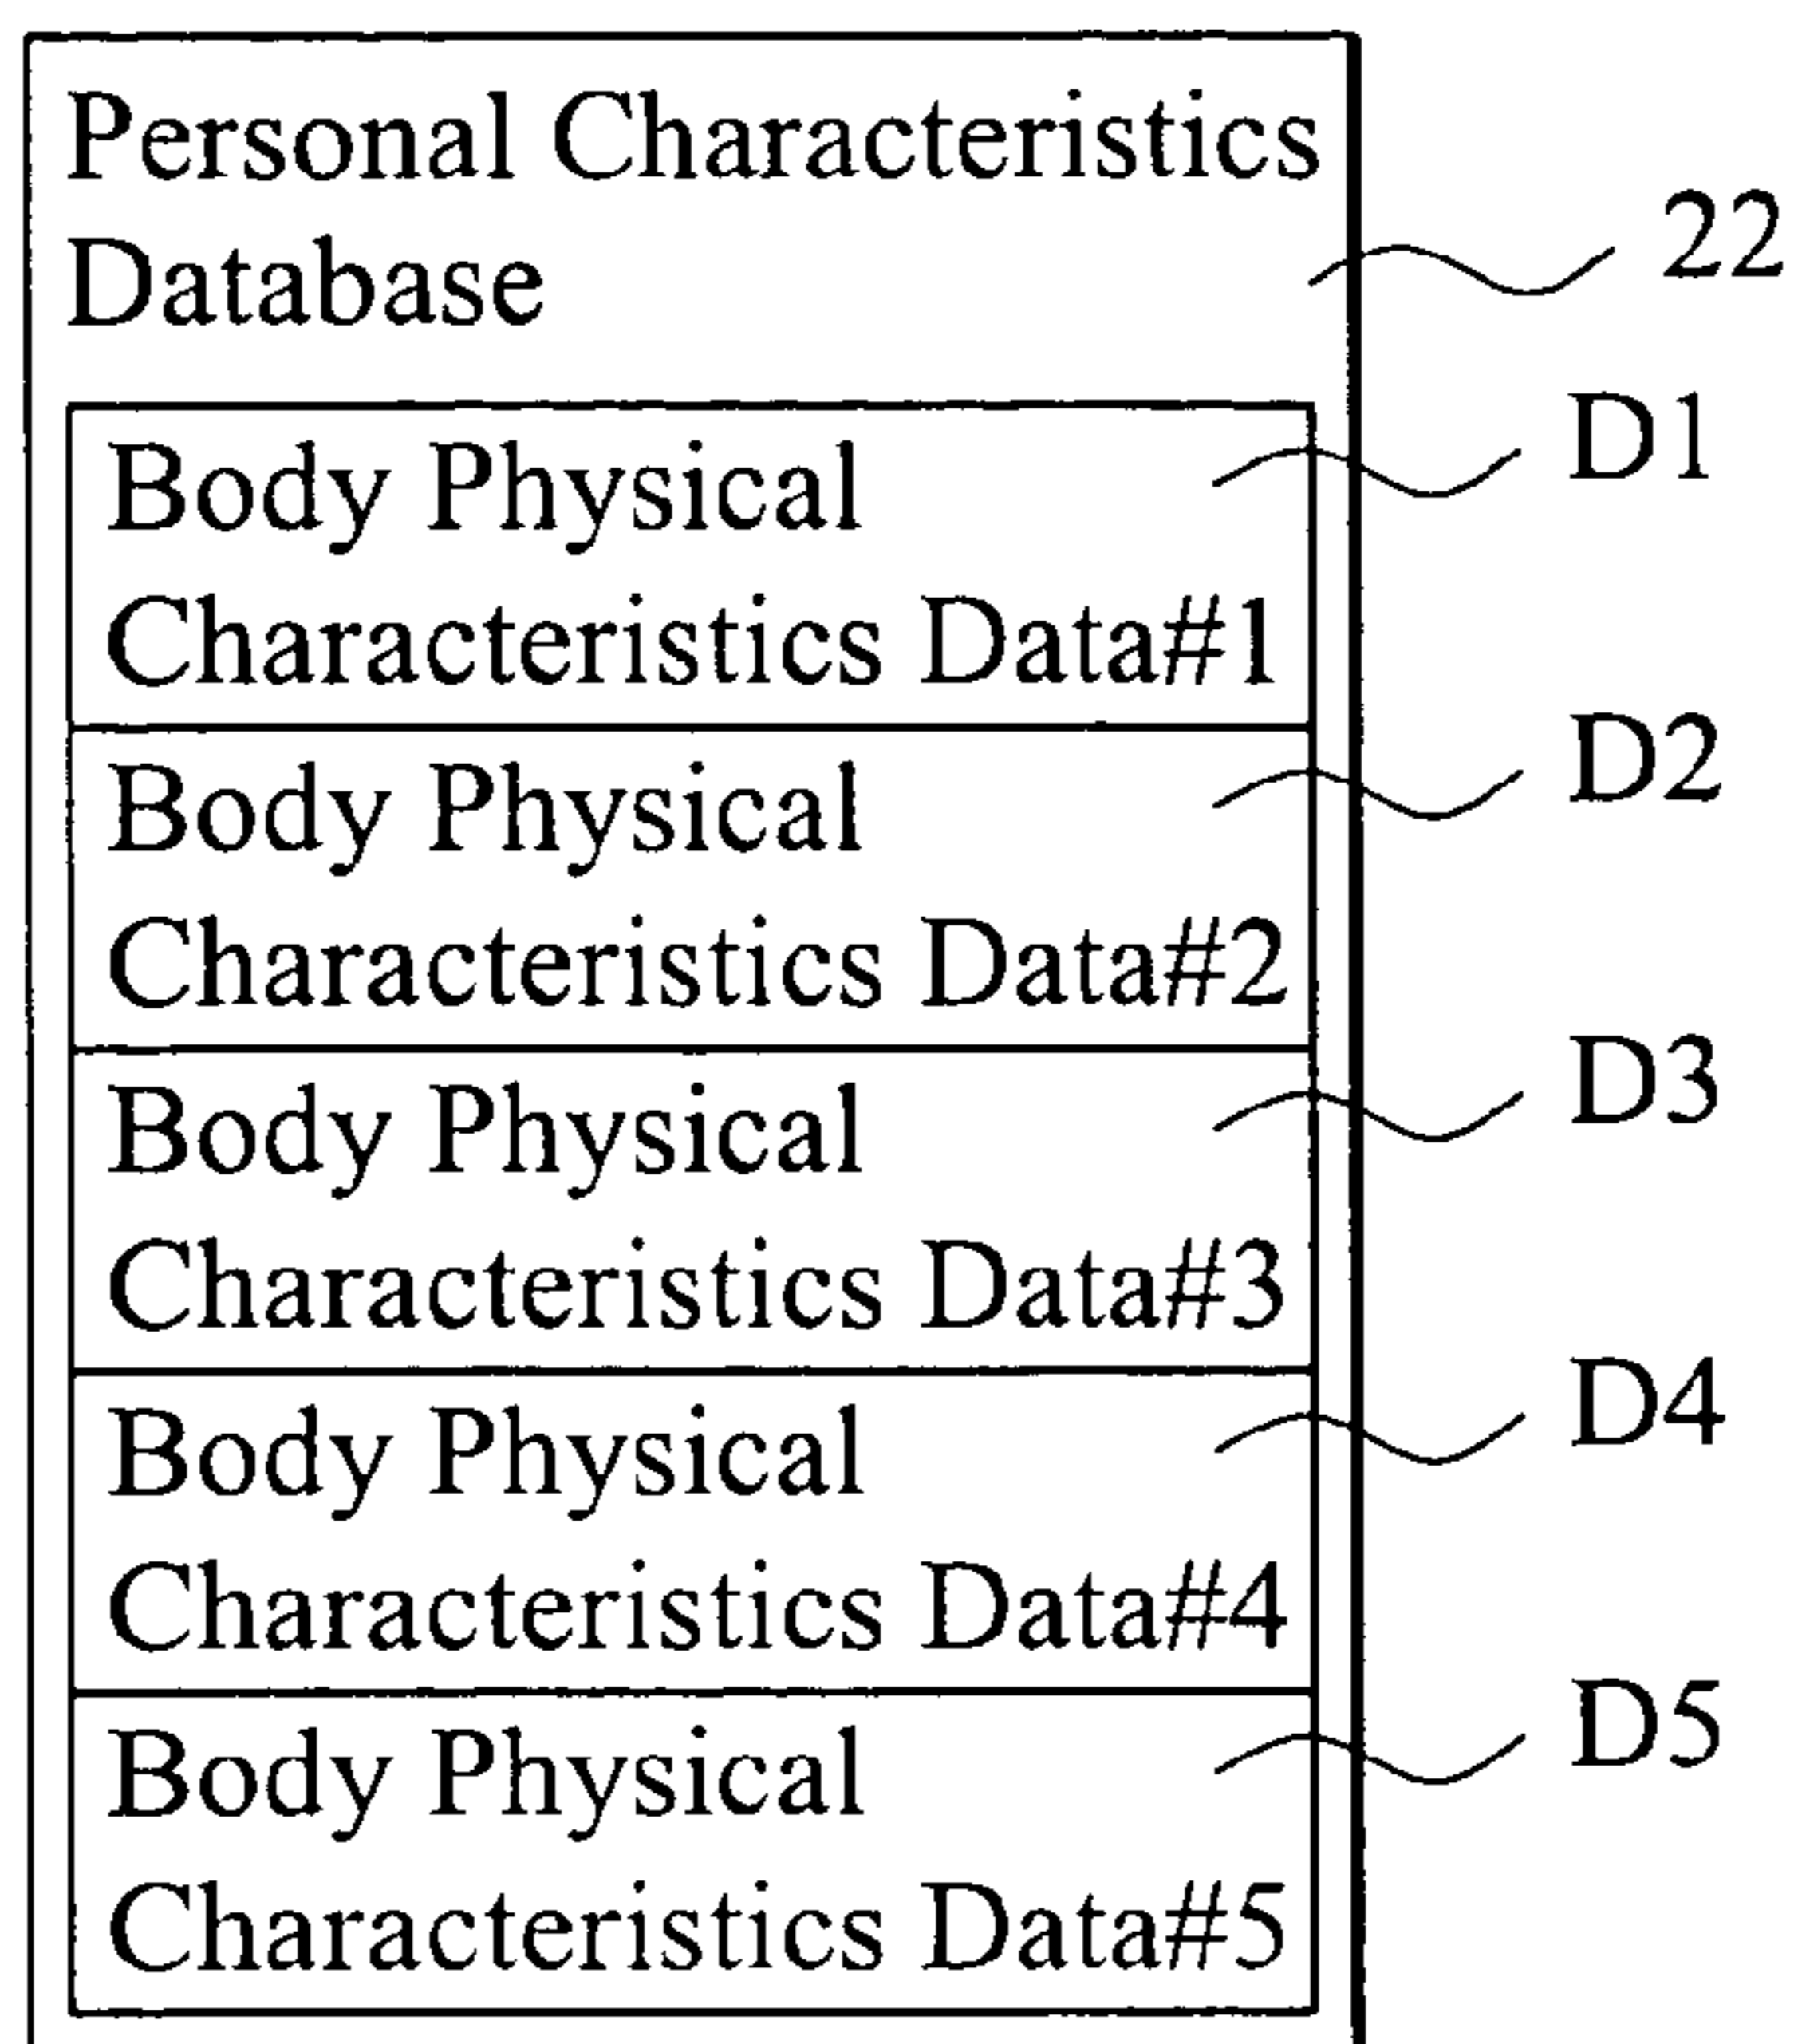 Personal Characteristics
Database
22
Body Physical
D1
Characteristics Data#1
Body Physical
D2
Characteristics Data#2
Body Physical
D3
Characteristics Data#3
Body Physical
D4
Characteristics Data#4
Body Physical
D5
Characteristics Data#5